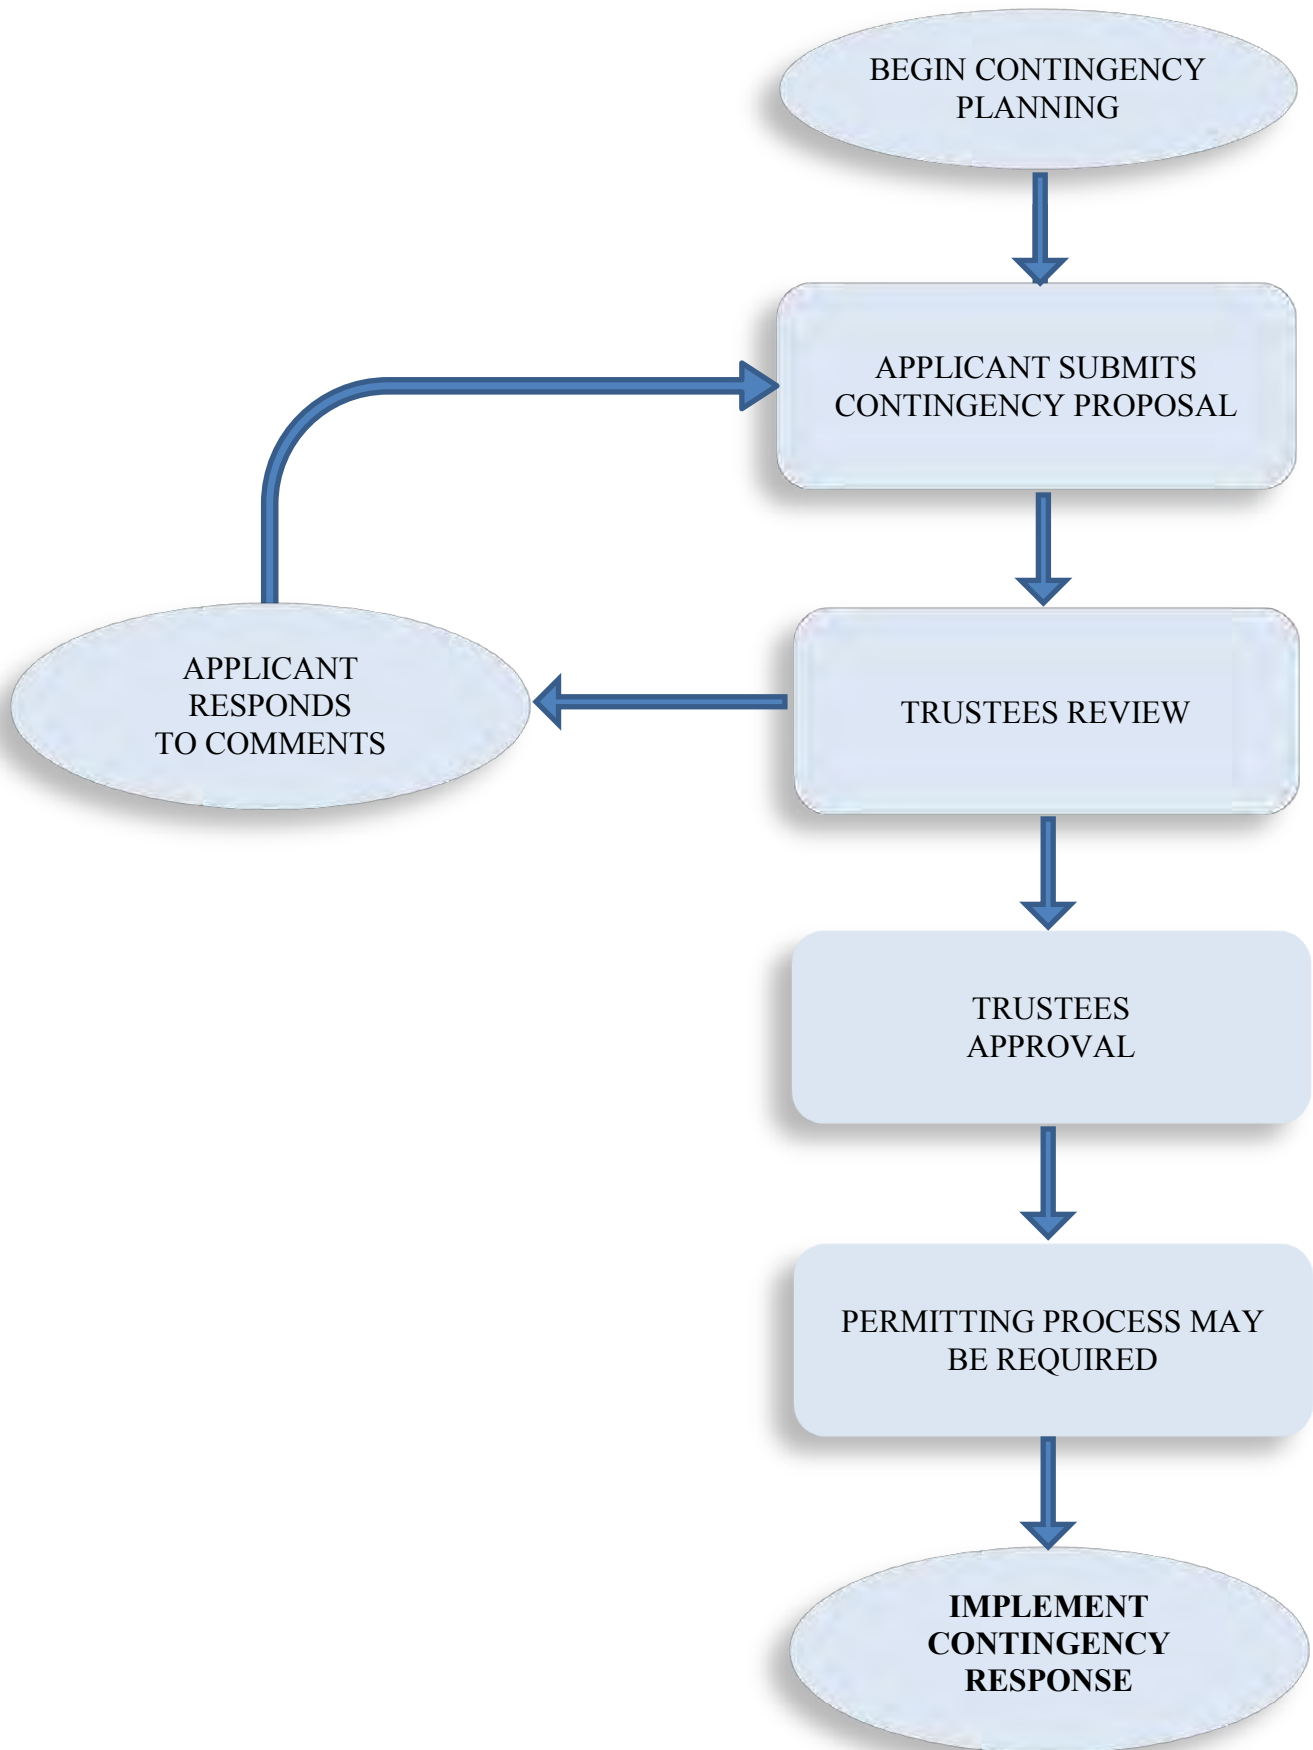 BEGIN CONTINGENCY
PLANNING
APPLICANT SUBMITS
CONTINGENCY PROPOSAL
APPLICANT
RESPONDS
TO COMMENTS
TRUSTEES REVIEW
TRUSTEES
APPROVAL
PERMITTING PROCESS MAY
BE REQUIRED
IMPLEMENT
CONTINGENCY
RESPONSE